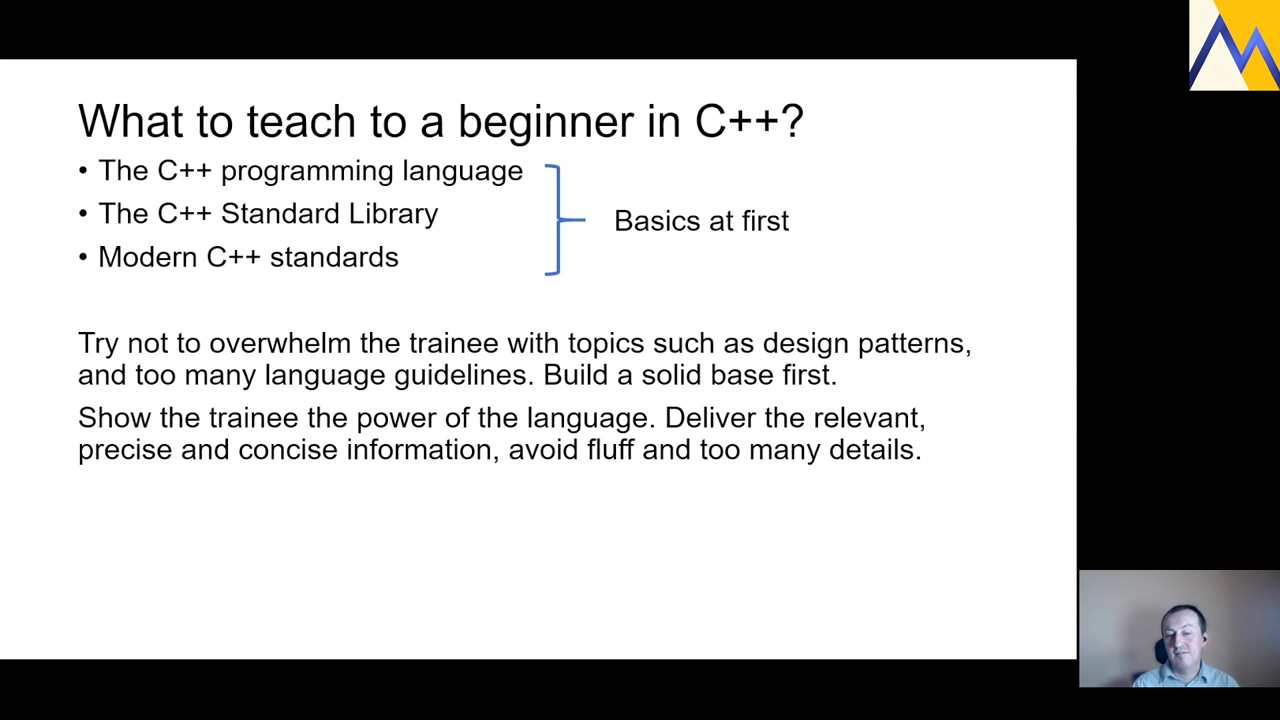 What to teach to a beginner in C++?
• The C++ programming language
• The C++ Standard Library
• Modern C++ standards
Basics at first
Try not to overwhelm the trainee with topics such as design patterns,
and too many language guidelines. Build a solid base first.
Show the trainee the power of the language. Deliver the relevant,
precise and concise information, avoid fluff and too many details.